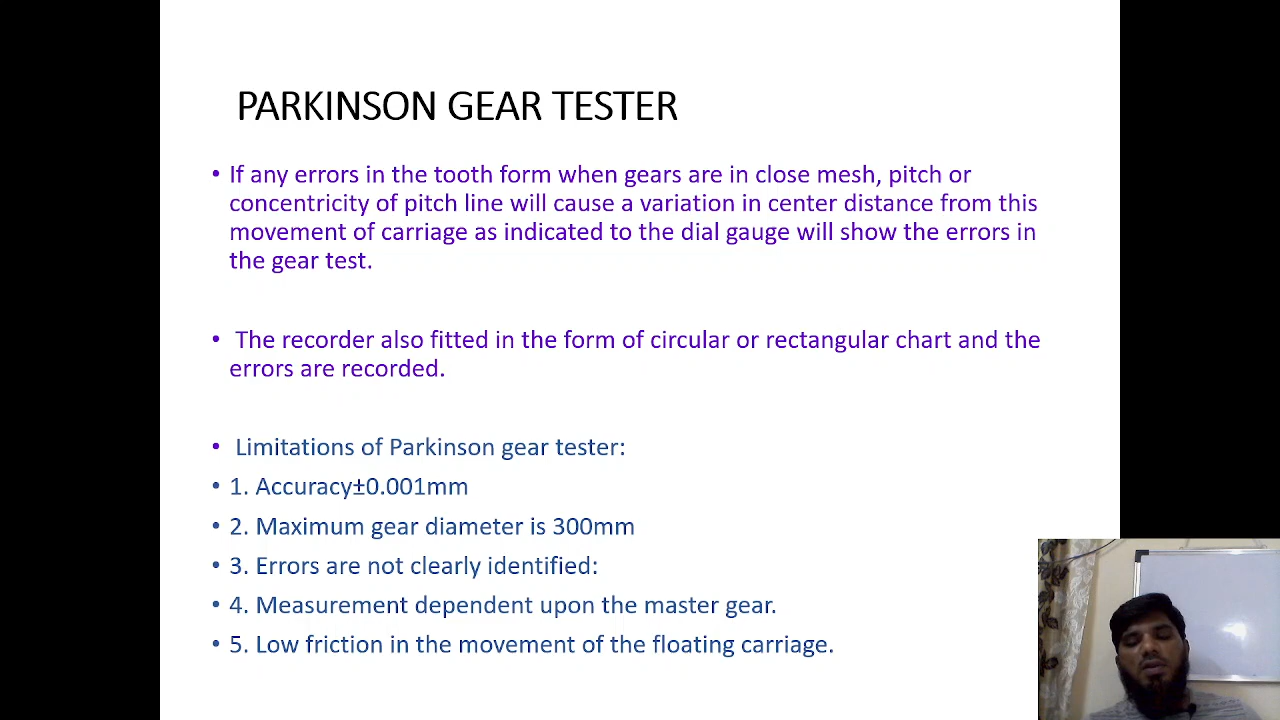 PARKINSON GEAR TESTER
• If any errors in the tooth form when gears are in close mesh, pitch or
concentricity of pitch line will cause a variation in center distance from this
movement of carriage as indicated to the dial gauge will show the errors in
the gear test.
• The recorder also fitted in the form of circular or rectangular chart and the
errors are recorded.
• Limitations of Parkinson gear tester:
• 1. Accuracy±0.001mm
• 2. Maximum gear diameter is 300mm
• 3. Errors are not clearly identified:
• 4. Measurement dependent upon the master gear.
• 5. Low friction in the movement of the floating carriage.